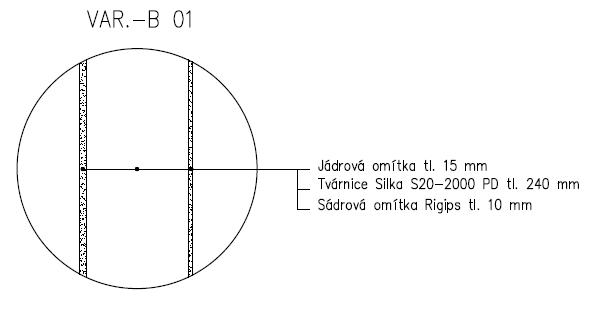 VAR.-B 01
Jádrová omítka tl. 15 mm
Tvárnice Silka S20-2000 PD tl. 240 mm
Sádrová omítka Rigips tl. 10 mm